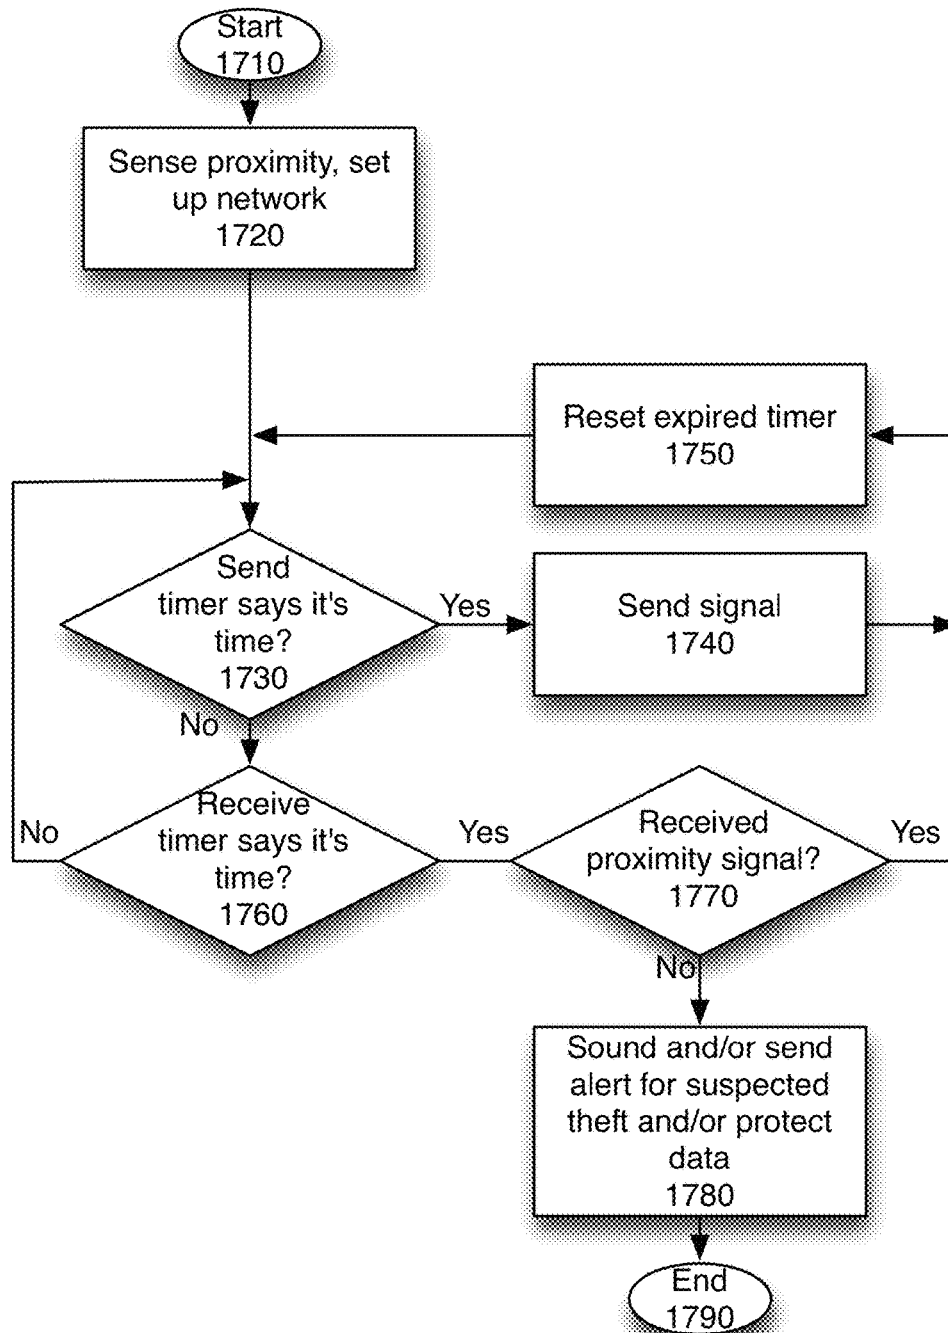 Start
1710
Sense proximity, set
up network
1720
Reset expired timer
1750
Send
timer says it's
time?
1730
Yes
Send signal
1740
No
Receive
timer says it's
time?
1760
No
Yes
Received
proximity signal?
1770
Yes
No
Sound and/or send
alert for suspected
theft and/or protect
data
1780
End
1790